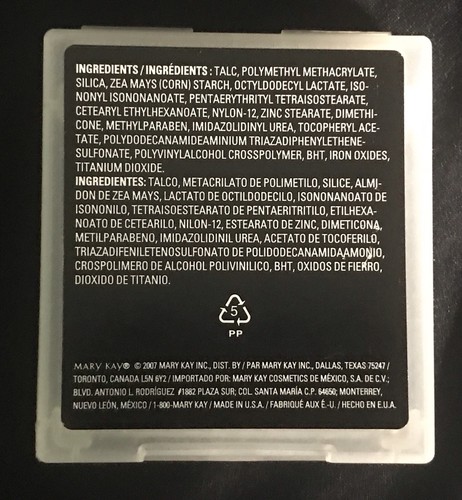 INGREDIENTS / INGRÉDIENTS : TALC, POLYMETHYL METHACRYLATE,
SILICA, ZEA MAYS (CORN) STARCH, OCTYLDODECYL LACTATE, ISO-
NONYL ISONONANOATE, PENTAERYTHRITYL TETRAISOSTEARATE,
CETEARYL ETHYLHEXANOATE, NYLON-12, ZINC STEARATE, DIMETHI-
CONE, METHYLPARABEN, IMIDAZOLIDINYL UREA, TOCOPHERYL ACE-
TATE, POLYDODECANAMIDEAMINIUM TRIAZADIPHENYLETHENE-
SULFONATE, POLYVINYLALCOHOL CROSSPOLYMER, BHT, IRON OXIDES,
TITANIUM DIOXIDE.
INGREDIENTES: TALCO, METACRILATO DE POLIMETILO, SILICE, ALMI-
DON DE ZEA MAYS, LACTATO DE OCTILDODECILO, ISONONANOATO DE
ISONONILO, TETRAISOESTEARATO DE PENTAERITRITILO, ETILHEXA-
NOATO DE CETEARILO, NILON-12, ESTEARATO DE ZINC, DIMETICONA,
METILPARABENO, IMIDAZOLIDINIL UREA, ACETATO DE TOCOFERILO,
TRIAZADIFENILETENOSULFONATO DE POLIDODECANAMIDAAMONIO,
CROSPOLIMERO DE ALCOHOL POLIVINILICO, BHT, OXIDOS DE FIERRO,
DIOXIDO DE TITANIO.
5
PP
MARY KAY® © 2007 MARY KAY INC., DIST. BY / PAR MARY KAY INC., DALLAS, TEXAS 75247 /
TORONTO, CANADA L5N 6Y2 / IMPORTADO POR: MARY KAY COSMETICS DE MÉXICO, S.A. DE C.V.;
BLVD. ANTONIO L. RODRÍGUEZ #1882 PLAZA SUR; COL. SANTA MARÍA C.P. 64650; MONTERREY,
NUEVO LEÓN, MÉXICO / 1-800-MARY KAY / MADE IN U.S.A. / FABRIQUÉ AUX É.-U. / HECHO EN E.U.A.